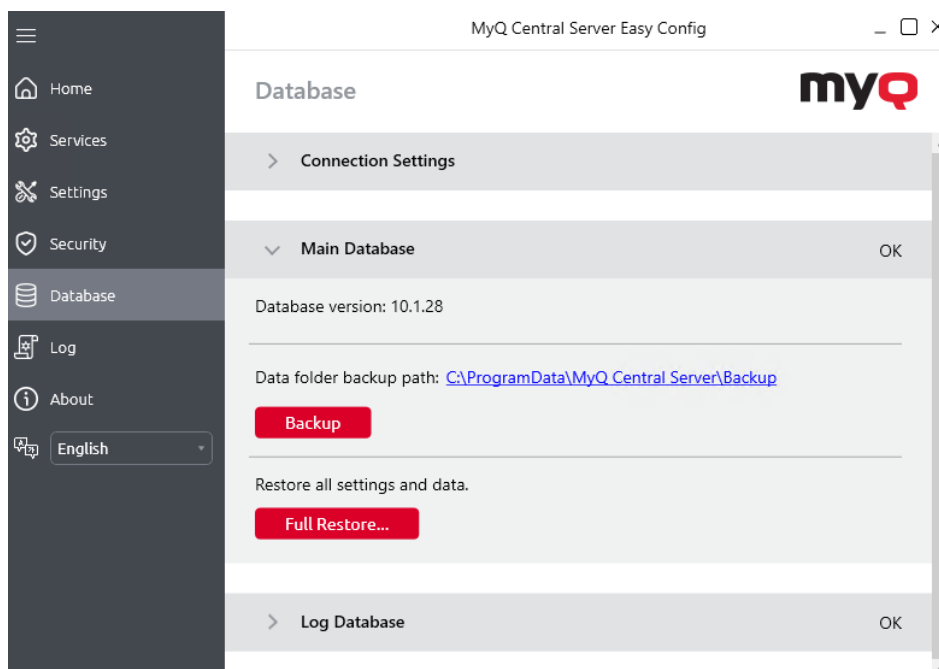 MyQ Central Server Easy Config
Home
Services
Settings
Security
Database
Log
About
English
Database
myQ
Connection Settings
Main Database OK
Database version: 10.1.28
Data folder backup path: C:\ProgramData\MyQ Central Server\Backup
Backup
Restore all settings and data.
Full Restore...
Log Database OK